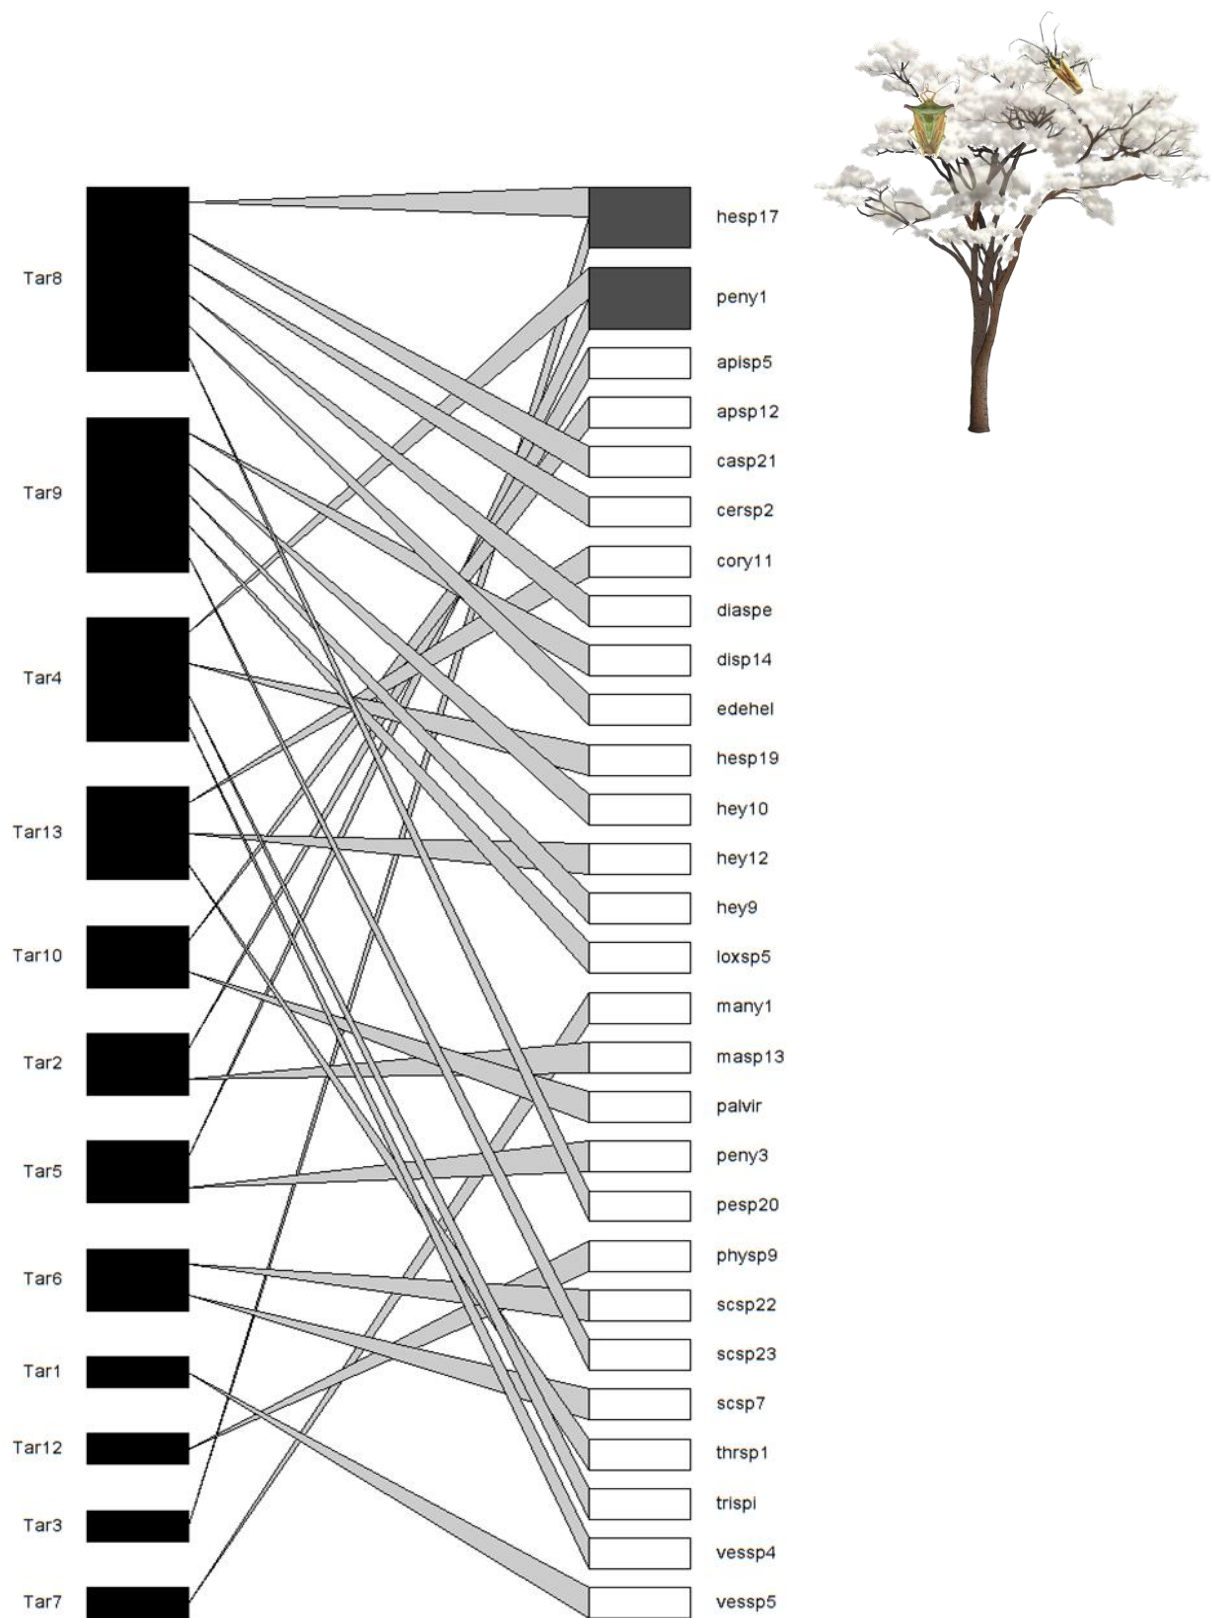 Tar8
Tar9
Tar4
Tar13
Tar10
Tar2
Tar5
Tar6
Tar1
Tar12
Tar3
Tar7
hesp17
peny1
apisp5
apsp12
casp21
cersp2
cory11
diaspe
disp14
edehel
hesp19
hey10
hey12
hey9
loxsp5
many1
masp13
palvir
peny3
pesp20
physp9
scsp22
scsp23
scsp7
thrsp1
trispi
vessp4
vessp5